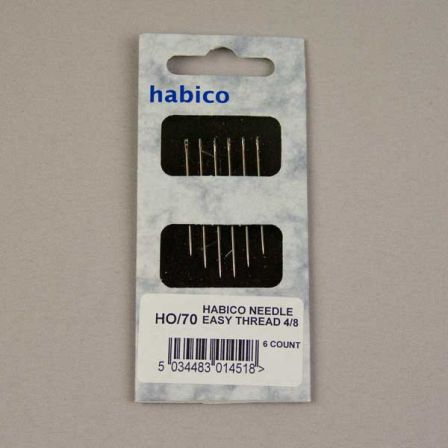 habico
HO/70
HABICO NEEDLE
EASY THREAD 4/8
6 COUNT
5 034483 014518>